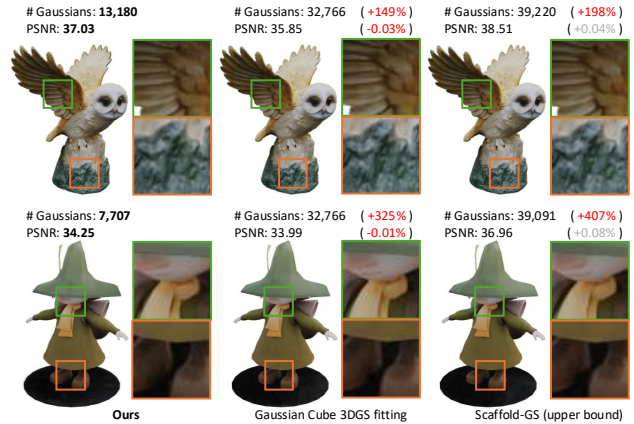 # Gaussians: 13,180
PSNR: 37.03
# Gaussians: 32,766 (+149%)
PSNR: 35.85 (-0.03%)
# Gaussians: 39,220 (+198%)
PSNR: 38.51 (+0.04%)
# Gaussians: 7,707
PSNR: 34.25
# Gaussians: 32,766 (+325%)
PSNR: 33.99 (-0.01%)
# Gaussians: 39,091 (+407%)
PSNR: 36.96 (+0.08%)
Ours
Gaussian Cube 3DGS fitting
Scaffold-GS (upper bound)